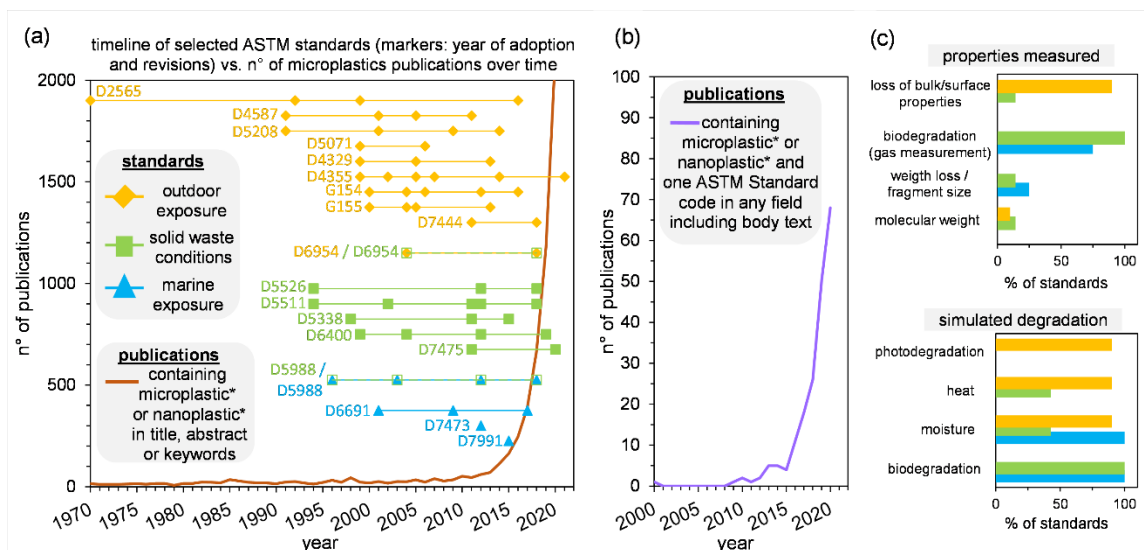 (a)
timeline of selected ASTM standards (markers: year of adoption
and revisions) vs. n° of microplastics publications over time
n° of publications
2000
1500
1000
500
0
D2565
D4587
D5208
D5071
D4329
D4355
G154
G155
D7444
D6954 / D6954
D5526
D5511
D5338
D6400
D7475
D5988 /
D5988
D6691
D7473
D7991
standards
outdoor
exposure
solid waste
conditions
marine
exposure
publications
containing
microplastic*
or
nanoplastic*
in title, abstract
or keywords
1970
1975
1980
1985
1990
1995
2000
2005
2010
2015
2020
year
(b)
n° of publications
100
90
80
70
60
50
40
30
20
10
0
publications
containing
microplastic* or
nanoplastic* and
one ASTM Standard
code in any field
including body text
2000
2005
2010
2015
2020
year
(c)
properties measured
loss of bulk/surface
properties
biodegradation
(gas measurement)
weigth loss /
fragment size
molecular weight
0
50
100
% of standards
simulated degradation
photodegradation
heat
moisture
biodegradation
0
50
100
% of standards